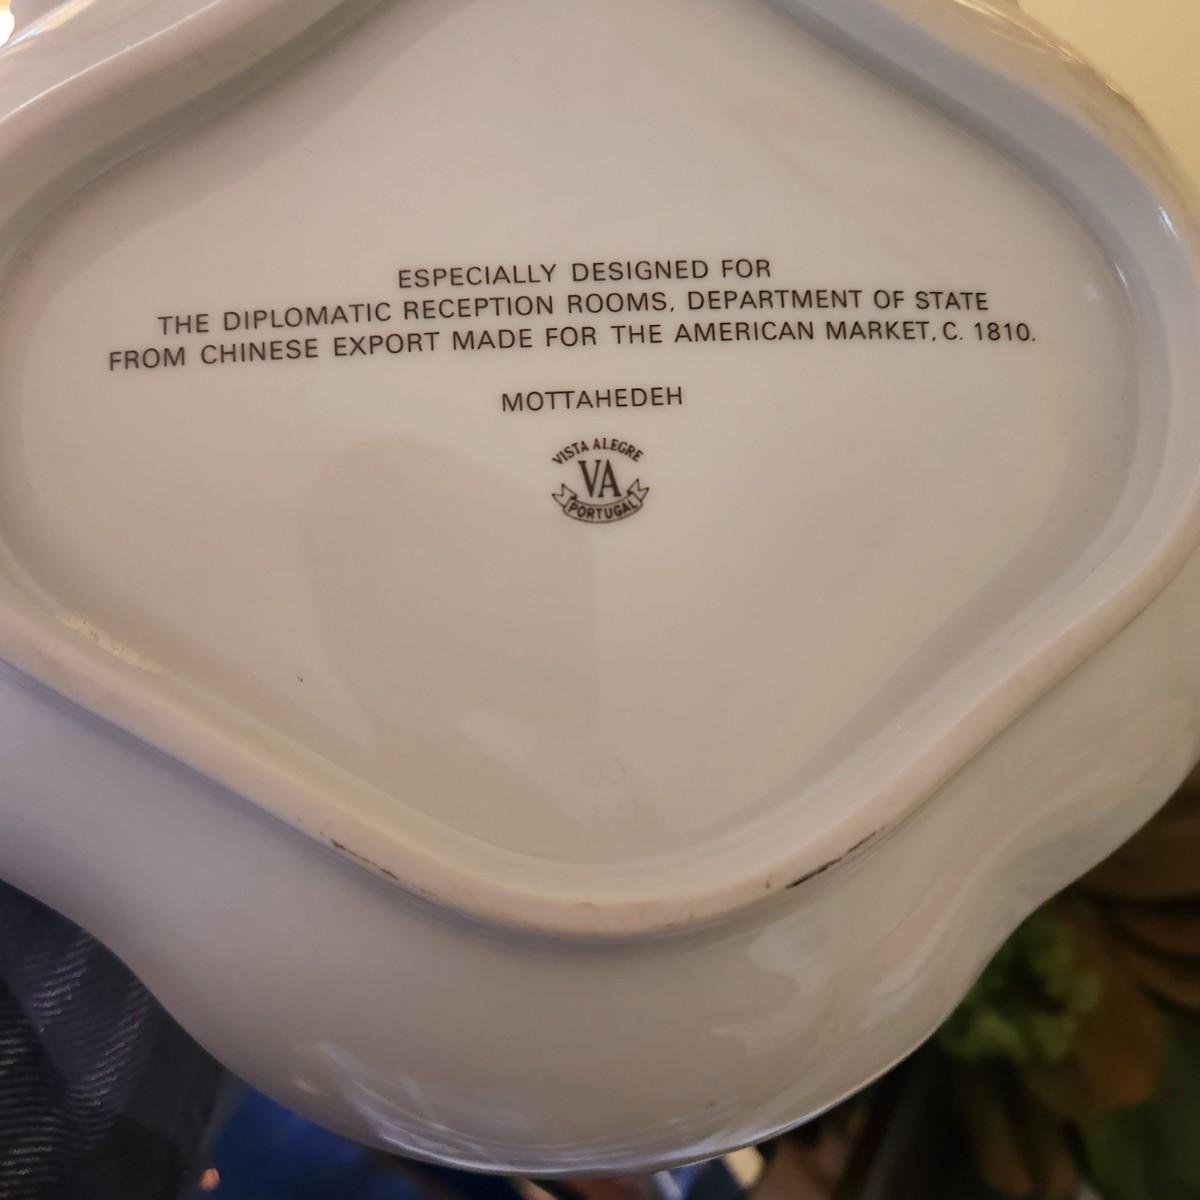 ESPECIALLY DESIGNED FOR
THE DIPLOMATIC RECEPTION ROOMS, DEPARTMENT OF STATE
FROM CHINESE EXPORT MADE FOR THE AMERICAN MARKET, C. 1810.
MOTTAHEDEH
VISTA ALEGRE
VA
PORTUGAL